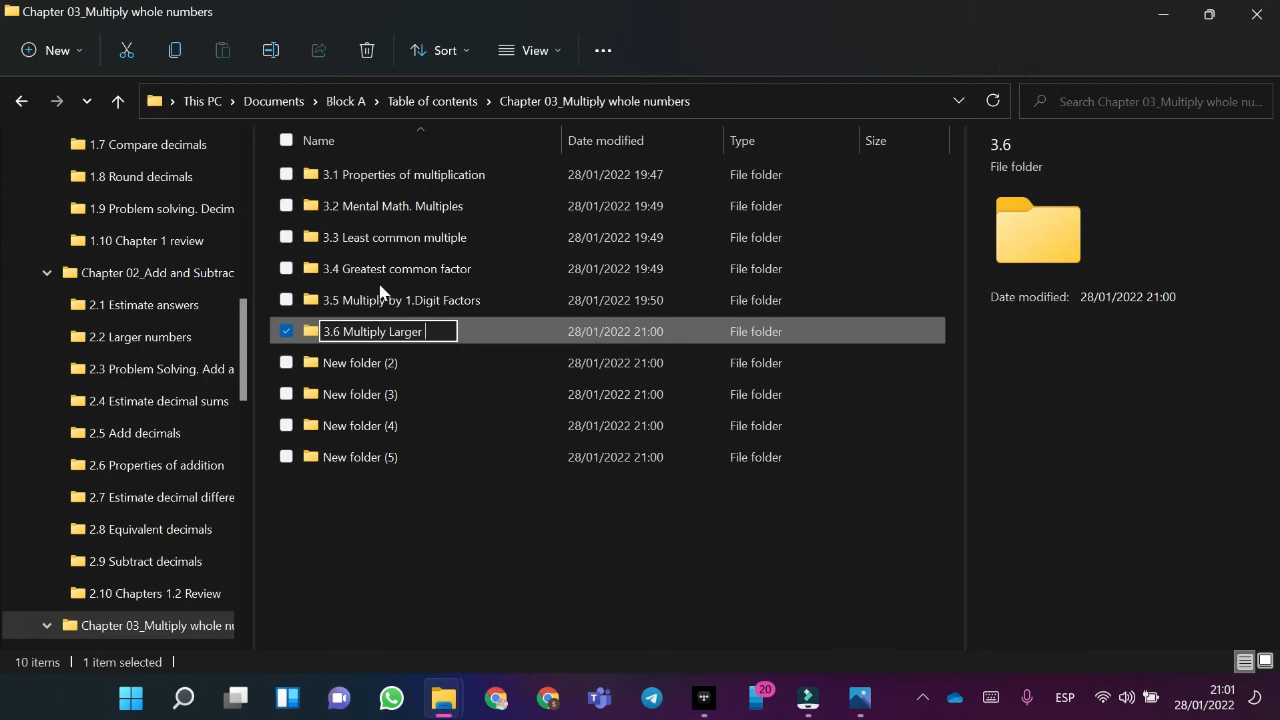 Chapter 03_Multiply whole numbers
New
Sort
View
This PC > Documents > Block A > Table of contents > Chapter 03_Multiply whole numbers
Search Chapter 03_Multiply whole nu...
Name
Date modified
Type
Size
1.7 Compare decimals
1.8 Round decimals
1.9 Problem solving. Decim
1.10 Chapter 1 review
Chapter 02_Add and Subtrac
2.1 Estimate answers
2.2 Larger numbers
2.3 Problem Solving. Add a
2.4 Estimate decimal sums
2.5 Add decimals
2.6 Properties of addition
2.7 Estimate decimal differe
2.8 Equivalent decimals
2.9 Subtract decimals
2.10 Chapters 1.2 Review
Chapter 03_Multiply whole nu
3.1 Properties of multiplication 28/01/2022 19:47 File folder
3.2 Mental Math. Multiples 28/01/2022 19:49 File folder
3.3 Least common multiple 28/01/2022 19:49 File folder
3.4 Greatest common factor 28/01/2022 19:49 File folder
3.5 Multiply by 1.Digit Factors 28/01/2022 19:50 File folder
3.6 Multiply Larger 28/01/2022 21:00 File folder
New folder (2) 28/01/2022 21:00 File folder
New folder (3) 28/01/2022 21:00 File folder
New folder (4) 28/01/2022 21:00 File folder
New folder (5) 28/01/2022 21:00 File folder
3.6
File folder
Date modified: 28/01/2022 21:00
10 items
1 item selected
20
ESP
21:01
28/01/2022